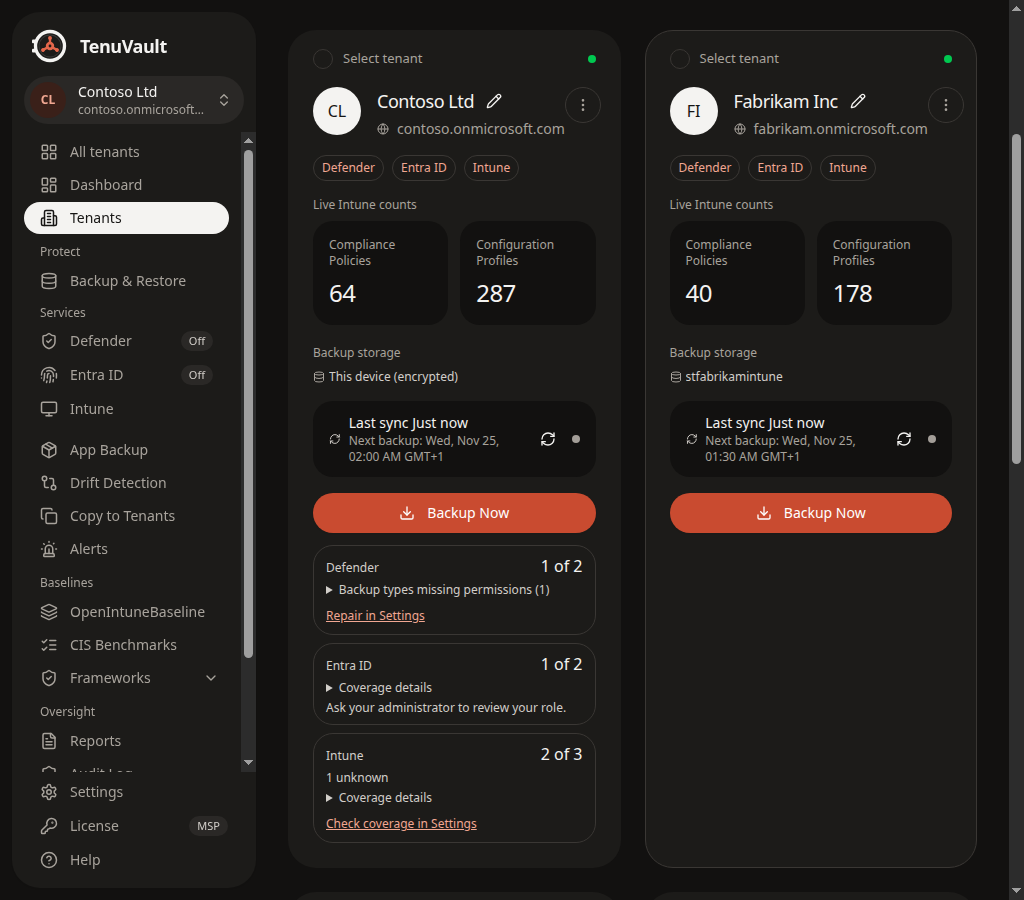 TenuVault
CL
Contoso Ltd
contoso.onmicrosoft...
All tenants
Dashboard
Tenants
Protect
Backup & Restore
Services
Defender
Off
Entra ID
Off
Intune
App Backup
Drift Detection
Copy to Tenants
Alerts
Baselines
OpenIntuneBaseline
CIS Benchmarks
Frameworks
Oversight
Reports
Audit Log
Settings
License
MSP
Help
Select tenant
CL
Contoso Ltd
contoso.onmicrosoft.com
Defender
Entra ID
Intune
Live Intune counts
Compliance
Policies
64
Configuration
Profiles
287
Backup storage
This device (encrypted)
Last sync Just now
Next backup: Wed, Nov 25,
02:00 AM GMT+1
Backup Now
Defender
1 of 2
Backup types missing permissions (1)
Repair in Settings
Entra ID
1 of 2
Coverage details
Ask your administrator to review your role.
Intune
2 of 3
1 unknown
Coverage details
Check coverage in Settings
Select tenant
FI
Fabrikam Inc
fabrikam.onmicrosoft.com
Defender
Entra ID
Intune
Live Intune counts
Compliance
Policies
40
Configuration
Profiles
178
Backup storage
stfabrikamintune
Last sync Just now
Next backup: Wed, Nov 25,
01:30 AM GMT+1
Backup Now